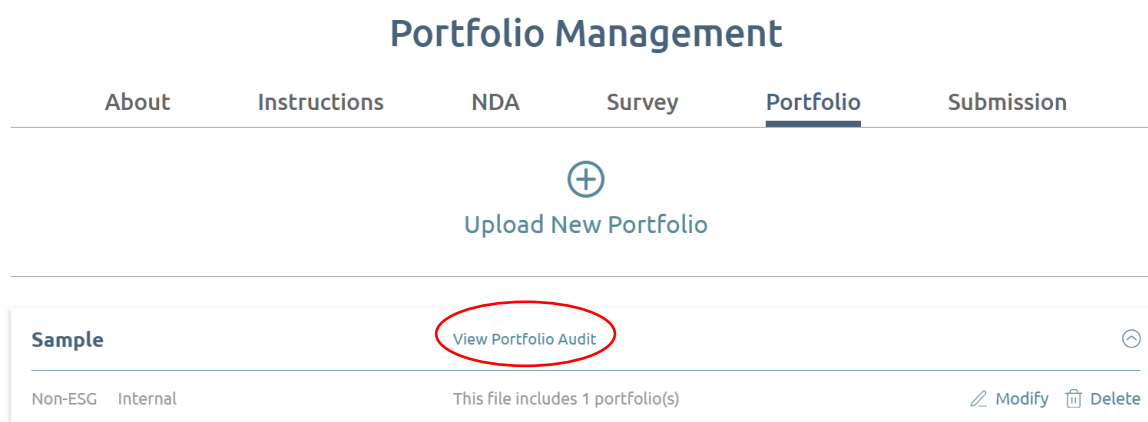 Portfolio Management
About Instructions NDA Survey Portfolio Submission
Upload New Portfolio
Sample View Portfolio Audit
Non-ESG Internal This file includes 1 portfolio(s) Modify Delete